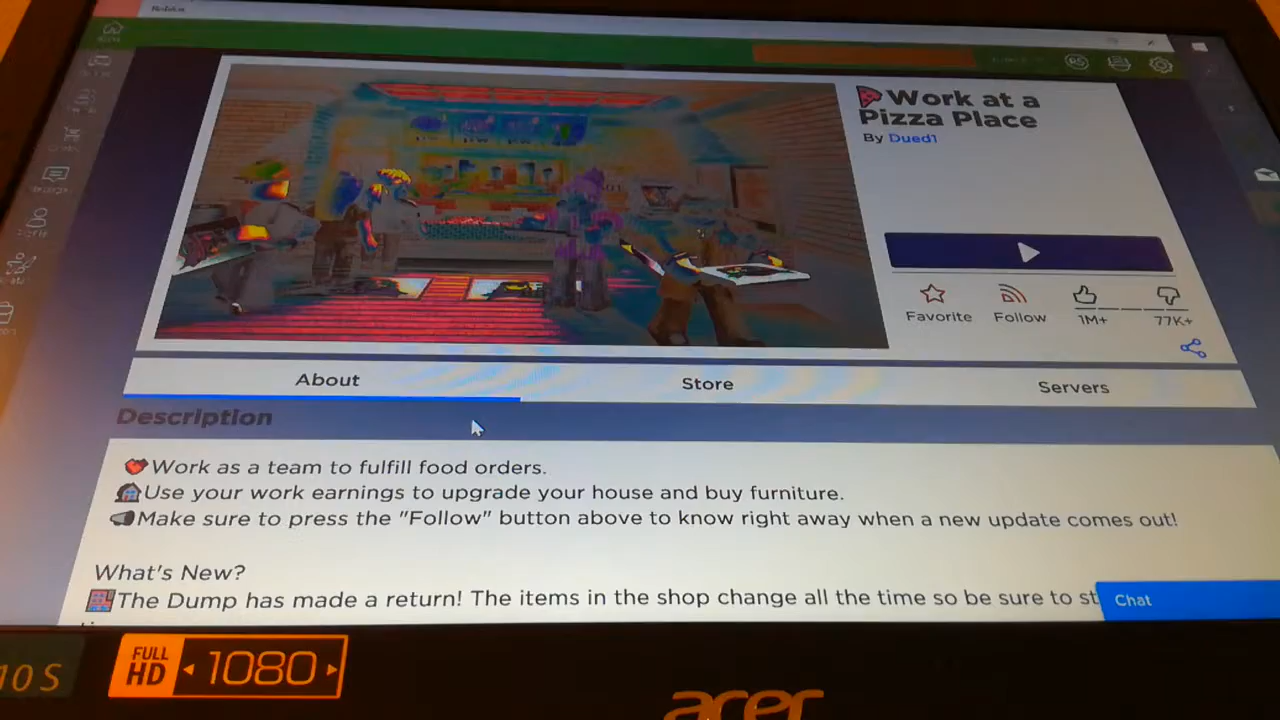 Roblox
Work at a
Pizza Place
By Dued1
Favorite
Follow
1M+
77K+
About
Store
Servers
Description
Work as a team to fulfill food orders.
Use your work earnings to upgrade your house and buy furniture.
Make sure to press the "Follow" button above to know right away when a new update comes out!
What's New?
The Dump has made a return! The items in the shop change all the time so be sure to st
Chat
10 S
FULL
HD
1080
acer